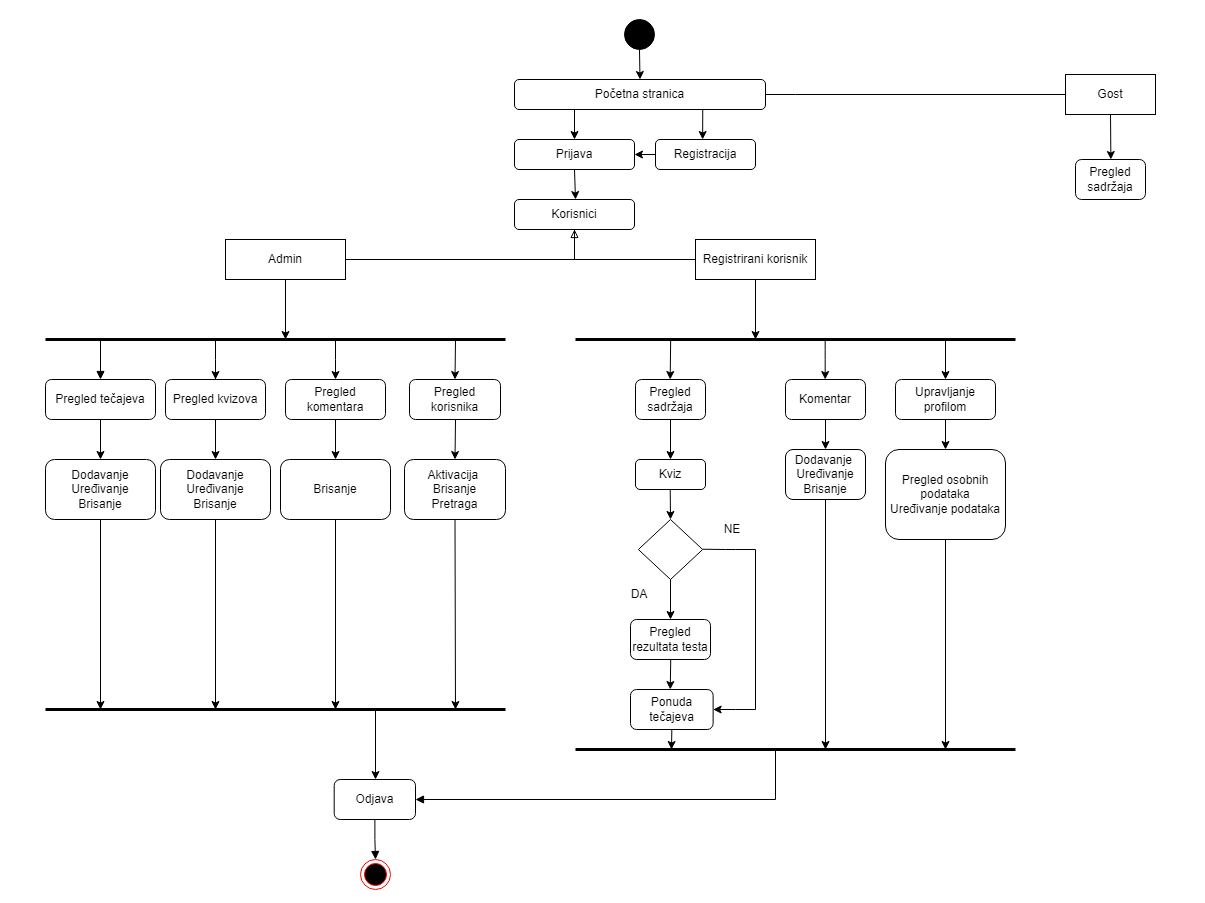 Početna stranica
Gost
Prijava
Registracija
Pregled
sadržaja
Korisnici
Admin
Registrirani korisnik
Pregled tečajeva
Pregled kvizova
Pregled
komentara
Pregled
korisnika
Pregled
sadržaja
Komentar
Upravljanje
profilom
Dodavanje
Uređivanje
Brisanje
Dodavanje
Uređivanje
Brisanje
Brisanje
Aktivacija
Brisanje
Pretraga
Kviz
Dodavanje
Uređivanje
Brisanje
Pregled osobnih
podataka
Uređivanje podataka
NE
DA
Pregled
rezultata testa
Ponuda
tečajeva
Odjava